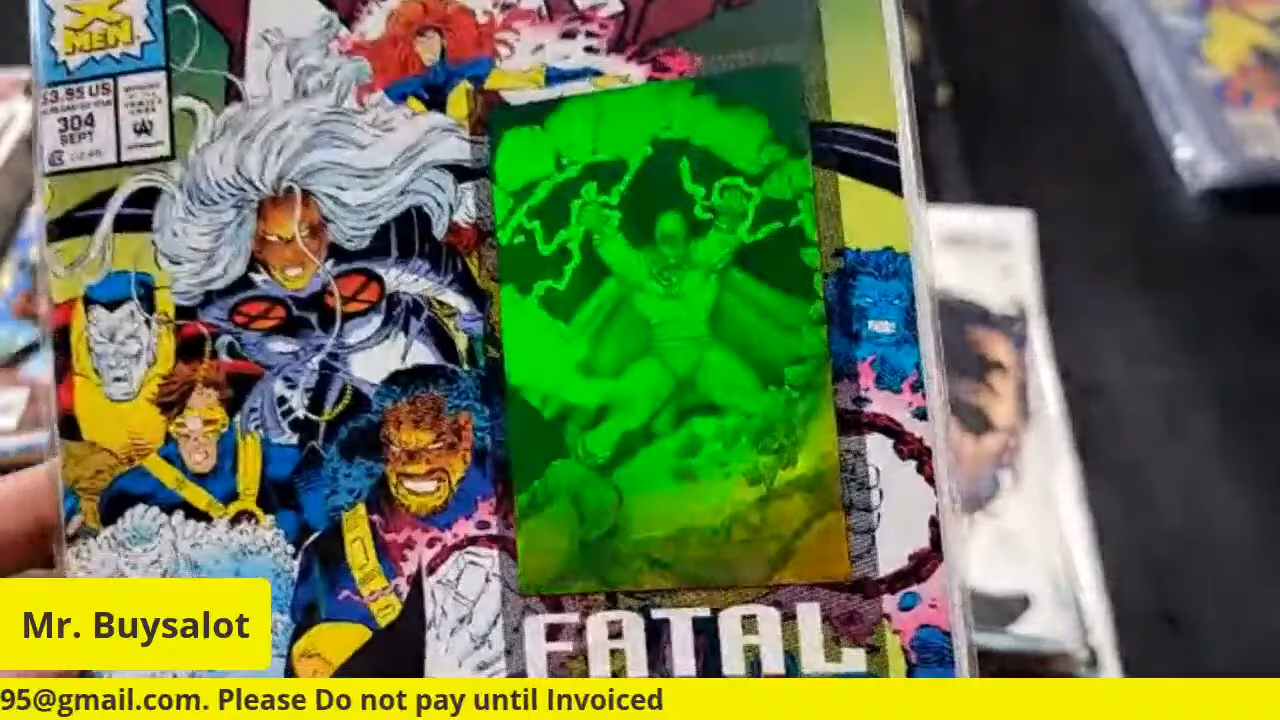 X
MEN
$3.95 US
304
SEPT
FATAL
Mr. Buysalot
95@gmail.com. Please Do not pay until Invoiced